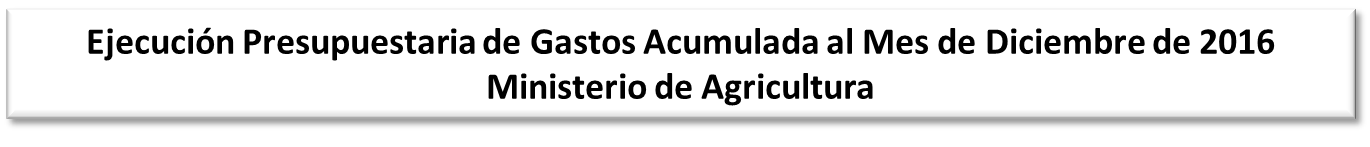 Ejecución Presupuestaria de Gastos Acumulada al Mes de Diciembre de 2016
Ministerio de Agricultura